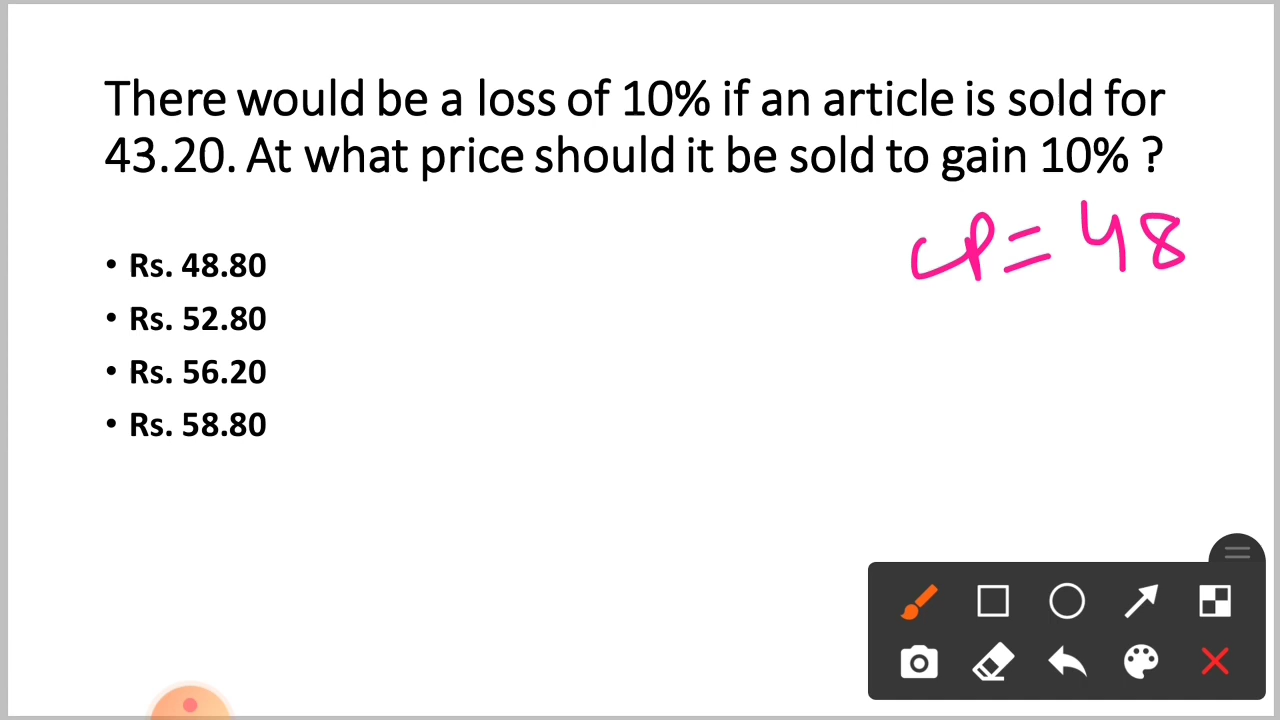 There would be a loss of 10% if an article is sold for
43.20. At what price should it be sold to gain 10% ?
CP = 48
• Rs. 48.80
• Rs. 52.80
• Rs. 56.20
• Rs. 58.80